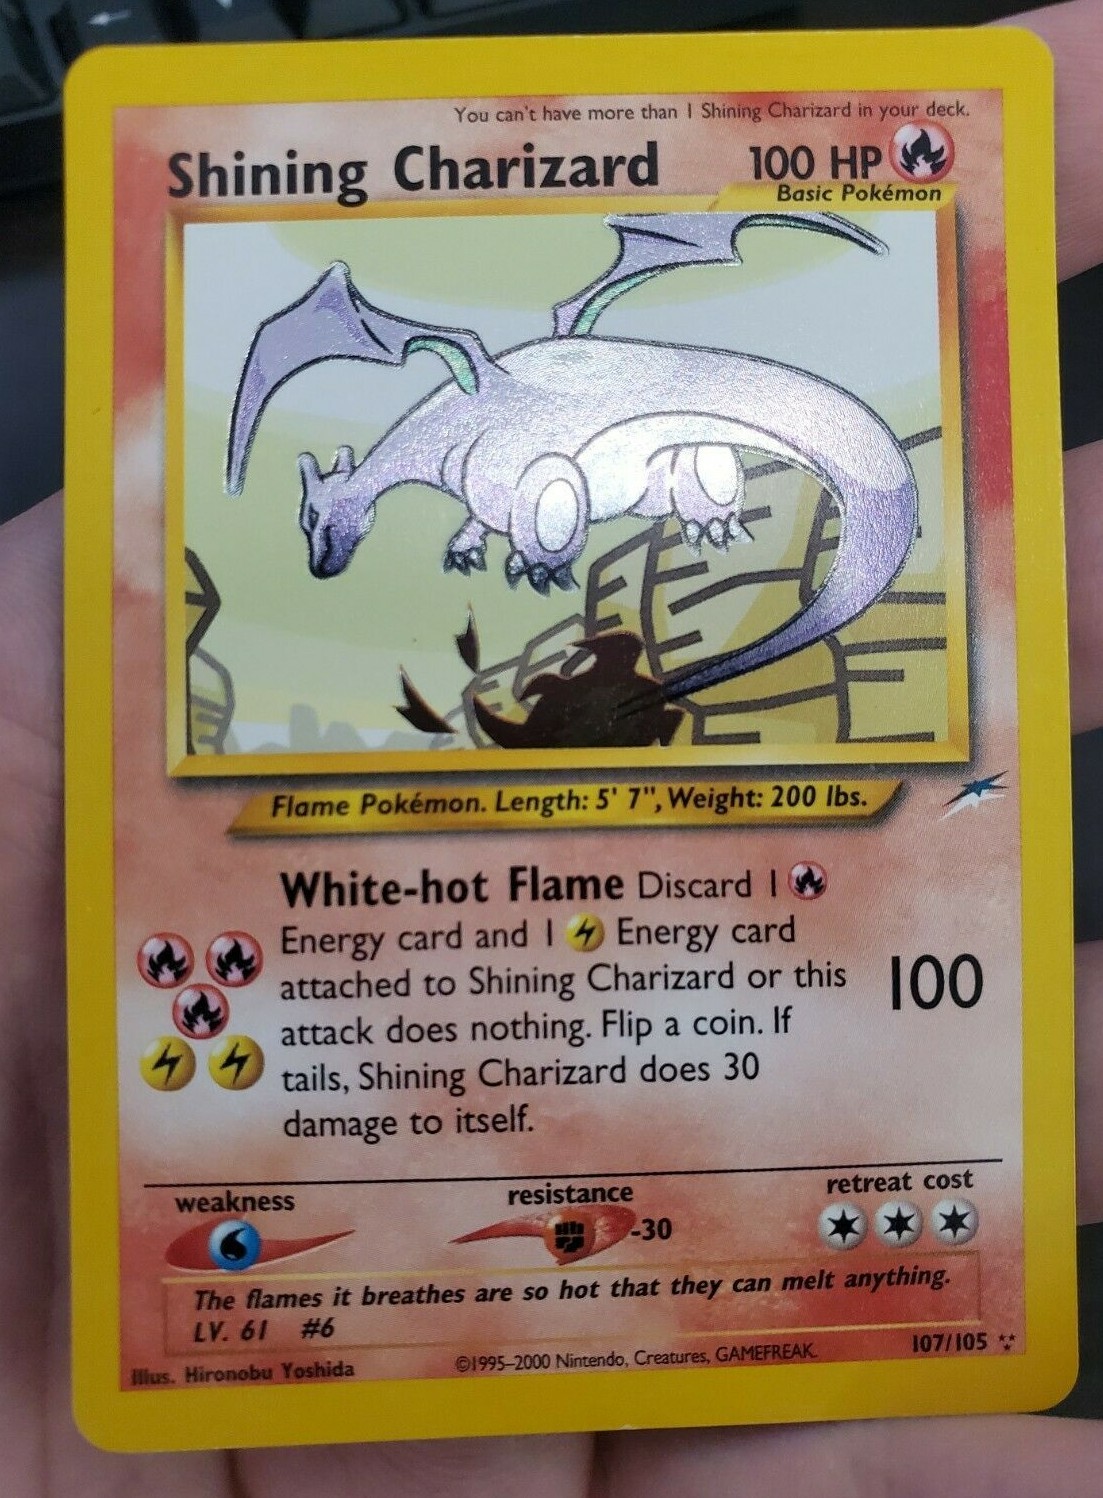 You can't have more than 1 Shining Charizard in your deck.
Shining Charizard 100 HP
Basic Pokémon
Flame Pokémon. Length: 5' 7", Weight: 200 lbs.
White-hot Flame Discard 1
Energy card and 1 Energy card
attached to Shining Charizard or this
attack does nothing. Flip a coin. If
tails, Shining Charizard does 30
damage to itself.
100
weakness resistance retreat cost
-30
The flames it breathes are so hot that they can melt anything.
LV. 61 #6
107/105
Illus. Hironobu Yoshida ©1995-2000 Nintendo, Creatures, GAMEFREAK.